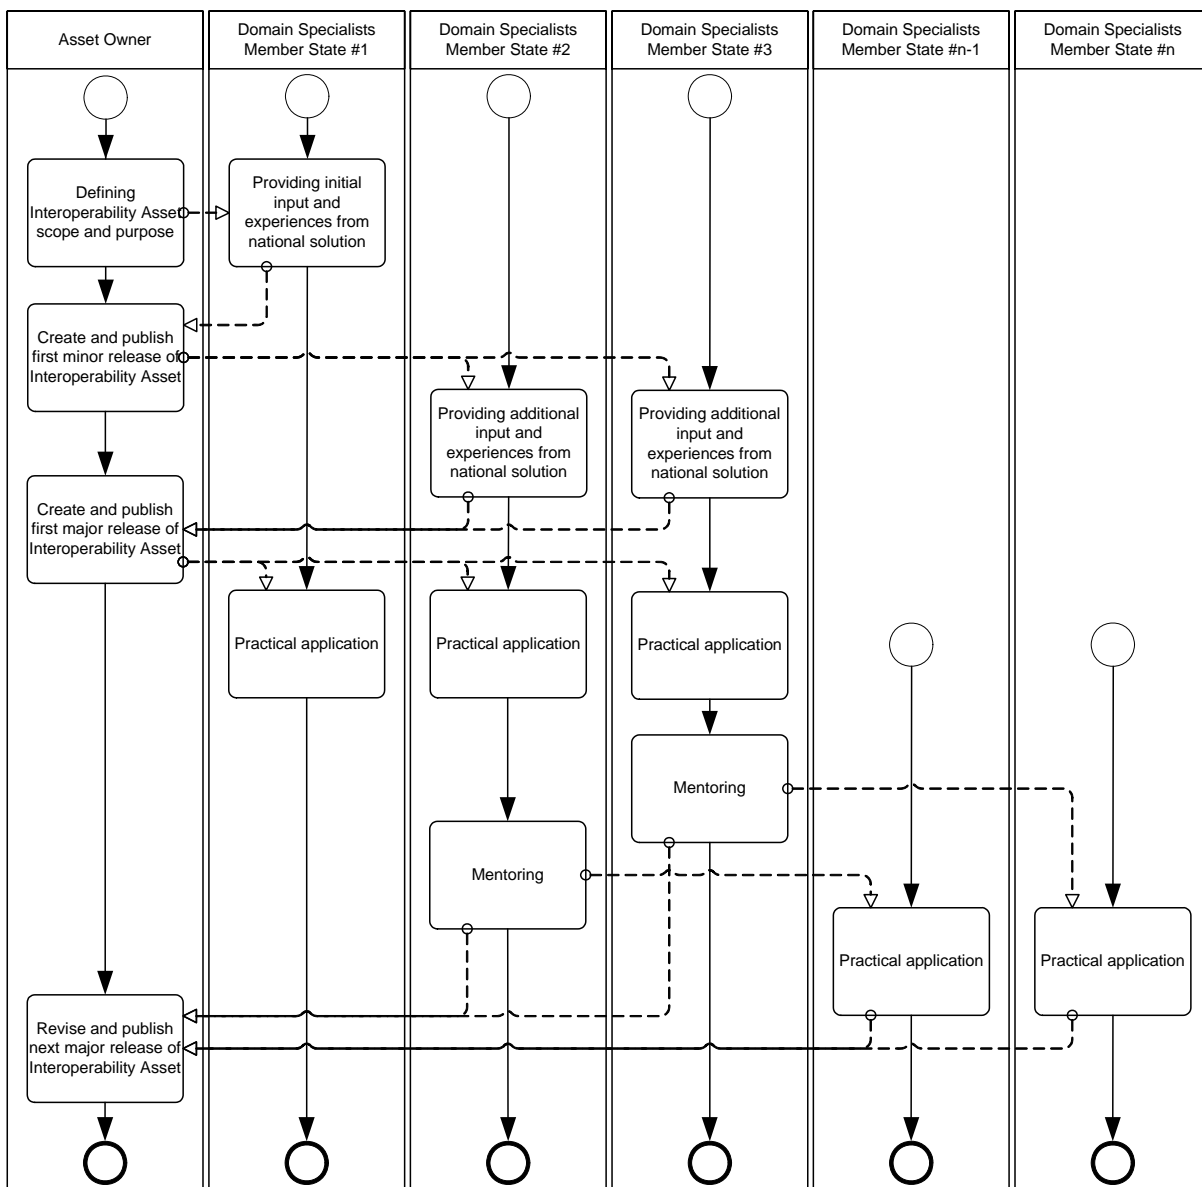 Asset Owner
Domain Specialists
Member State #1
Domain Specialists
Member State #2
Domain Specialists
Member State #3
Domain Specialists
Member State #n-1
Domain Specialists
Member State #n
Defining
Interoperability Asset
scope and purpose
Providing initial
input and
experiences from
national solution
Create and publish
first minor release of
Interoperability Asset
Providing additional
input and
experiences from
national solution
Providing additional
input and
experiences from
national solution
Create and publish
first major release of
Interoperability Asset
Practical application
Practical application
Practical application
Mentoring
Mentoring
Practical application
Practical application
Revise and publish
next major release of
Interoperability Asset